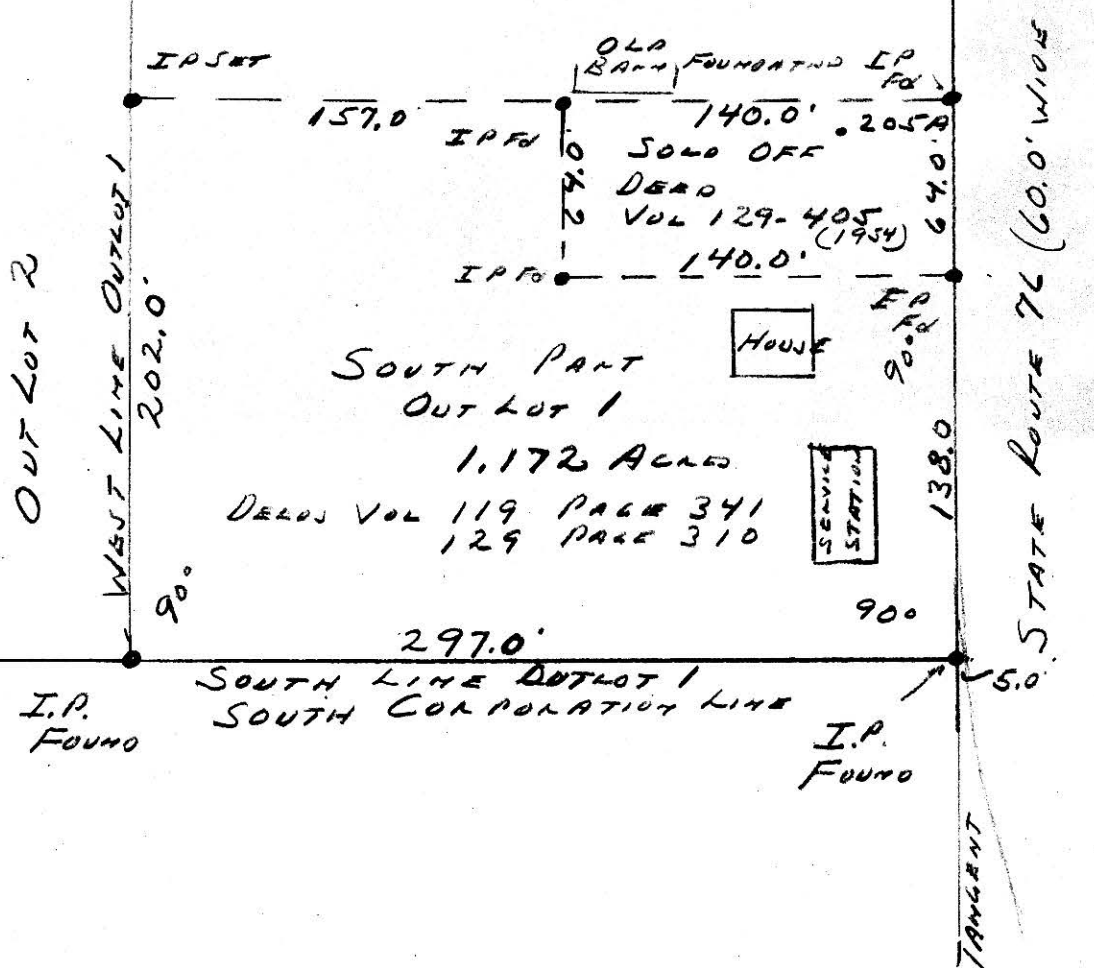 IP SET
OLD
BARN FOUNDATION
IP
Fd
157.0
IP Fd
140.0'
.205A
SOLD OFF
DEED
VOL 129-405
(1954)
64.0
64.0'
IP Fd
140.0'
IP
Fd
90°
HOUSE
OUT LOT 2
WEST LINE OUTLOT 1
202.0'
SOUTH PART
OUT LOT 1
1.172 ACRES
DEEDS VOL 119 PAGE 341
129 PAGE 310
SERVICE
STATION
138.0
STATE ROUTE 76 (60.0' WIDE
90°
90°
297.0'
SOUTH LINE OUTLOT 1
SOUTH CORPORATION LINE
5.0
I.P.
FOUND
I.P.
FOUND
TANGENT